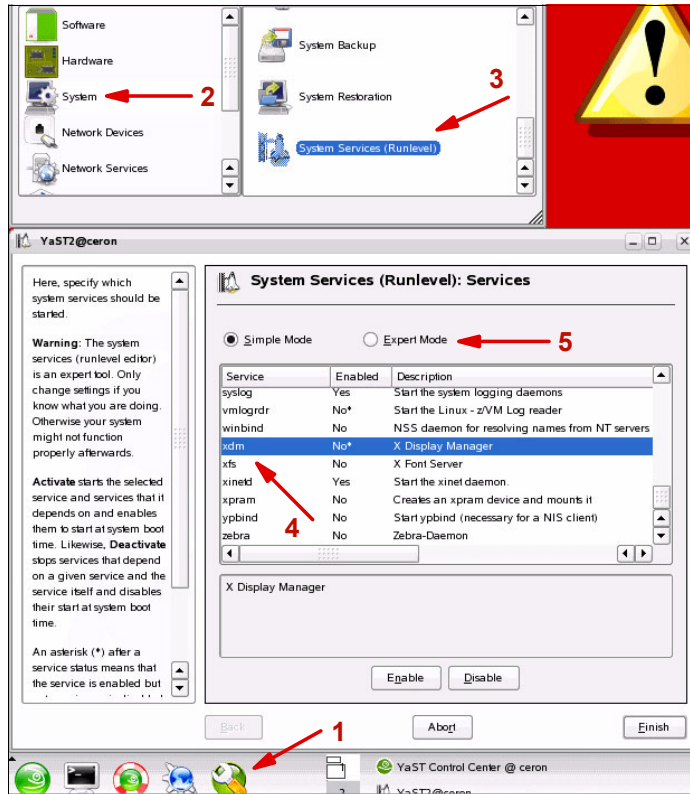 Software
Hardware
System
2
Network Devices
Network Services
System Backup
System Restoration
3
System Services (Runlevel)
YaST2@ceron
Here, specify which
system services should be
started.
Warning: The system
services (runlevel editor)
is an expert tool. Only
change settings if you
know what you are doing.
Otherwise your system
might not function
properly afterwards.
Activate starts the selected
service and services that it
depends on and enables
them to start at system boot
time. Likewise, Deactivate
stops services that depend
on a given service and the
service itself and disables
their start at system boot
time.
An asterisk (*) after a
service status means that
the service is enabled but
System Services (Runlevel): Services
Simple Mode Expert Mode 5
Service Enabled Description
syslog Yes Start the system logging daemons
vmlogrdr No* Start the Linux - z/VM Log reader
winbind No NSS daemon for resolving names from NT servers
xdm No* X Display Manager
xfs No X Font Server
xinetd Yes Start the xinet daemon.
xpram No Creates an xpram device and mounts it
ypbind No Start ypbind (necessary for a NIS client)
zebra No Zebra-Daemon
4
X Display Manager
Enable Disable
Back Abort Finish
1
YaST Control Center @ ceron
2 YaST2@ceron